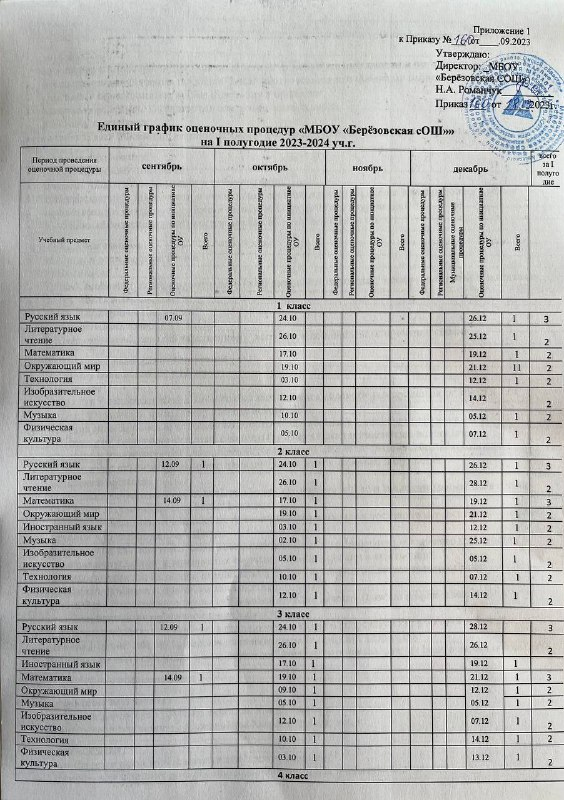 Приложение 1
к Приказу № 160 от____.09.2023
Утверждаю:
Директор: _МБОУ
«Берёзовская СОШ»
Н.А. Романчук
Приказ 160 от 2023г.
Единый график оценочных процедур «МБОУ «Берёзовская сОШ»»
на I полугодие 2023-2024 уч.г.
Период проведения оценочной процедуры сентябрь октябрь ноябрь декабрь всего за I полугодие
Учебный предмет
Федеральные оценочные процедуры Региональные оценочные процедуры Оценочные процедуры по инициативе ОУ Всего
Федеральные оценочные процедуры Региональные оценочные процедуры Оценочные процедуры по инициативе ОУ Всего
Федеральные оценочные процедуры Региональные оценочные процедуры Оценочные процедуры по инициативе ОУ Всего
Федеральные оценочные процедуры Региональные оценочные процедуры Муниципальные оценочные процедуры Оценочные процедуры по инициативе ОУ Всего
1 класс
Русский язык 07.09 24.10 26.12 1 3
Литературное
чтение 26.10 25.12 1 2
Математика 17.10 19.12 1 2
Окружающий мир 19.10 21.12 11 2
Технология 03.10 12.12 1 2
Изобразительное
искусство 12.10 14.12 2
Музыка 10.10 05.12 1 2
Физическая
культура 05.10 07.12 1 2
2 класс
Русский язык 12.09 1 24.10 1 26.12 1 3
Литературное
чтение 26.10 1 28.12 1 2
Математика 14.09 1 17.10 1 19.12 1 3
Окружающий мир 19.10 1 21.12 1 2
Иностранный язык 03.10 1 12.12 1 2
Музыка 02.10 1 25.12 1 2
Изобразительное
искусство 05.10 1 05.12 1 2
Технология 10.10 1 07.12 1 2
Физическая
культура 12.10 1 14.12 1 2
3 класс
Русский язык 12.09 1 24.10 1 28.12 3
Литературное
чтение 26.10 1 26.12 2
Иностранный язык 17.10 1 19.12 1
Математика 14.09 1 19.10 1 21.12 1 3
Окружающий мир 09.10 1 12.12 1 2
Музыка 05.10 1 05.12 1 2
Изобразительное
искусство 12.10 1 07.12 1 2
Технология 10.10 1 14.12 1 2
Физическая
культура 03.10 1 13.12 1 2
4 класс